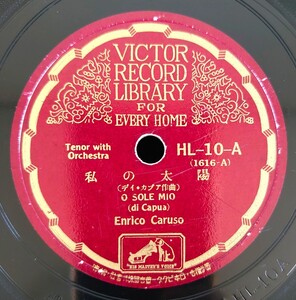 VICTOR
RECORD
LIBRARY
FOR
EVERY HOME
Tenor with
Orchestra
HL-10-A
(1616-A)
私の太陽
(デイ・カプア作曲)
O SOLE MIO
(di Capua)
Enrico Caruso
"HIS MASTER'S VOICE"